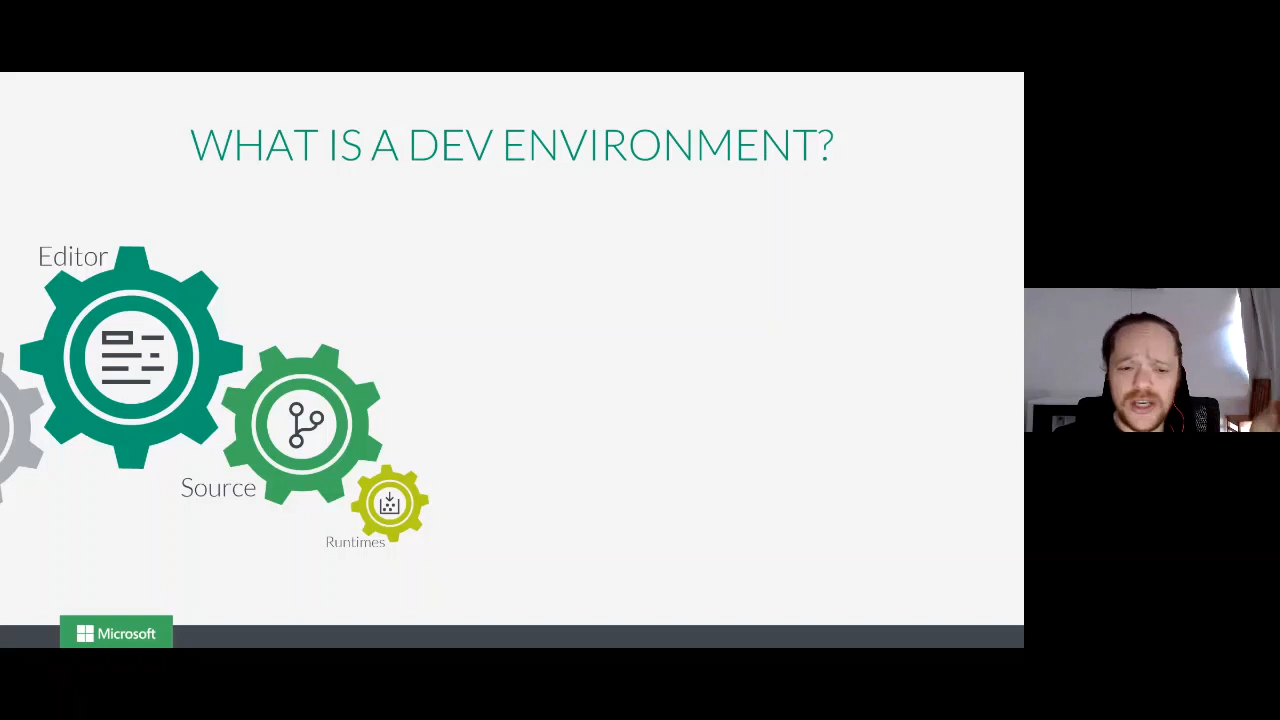 WHAT IS A DEV ENVIRONMENT?
Editor
Source
Runtimes
Microsoft